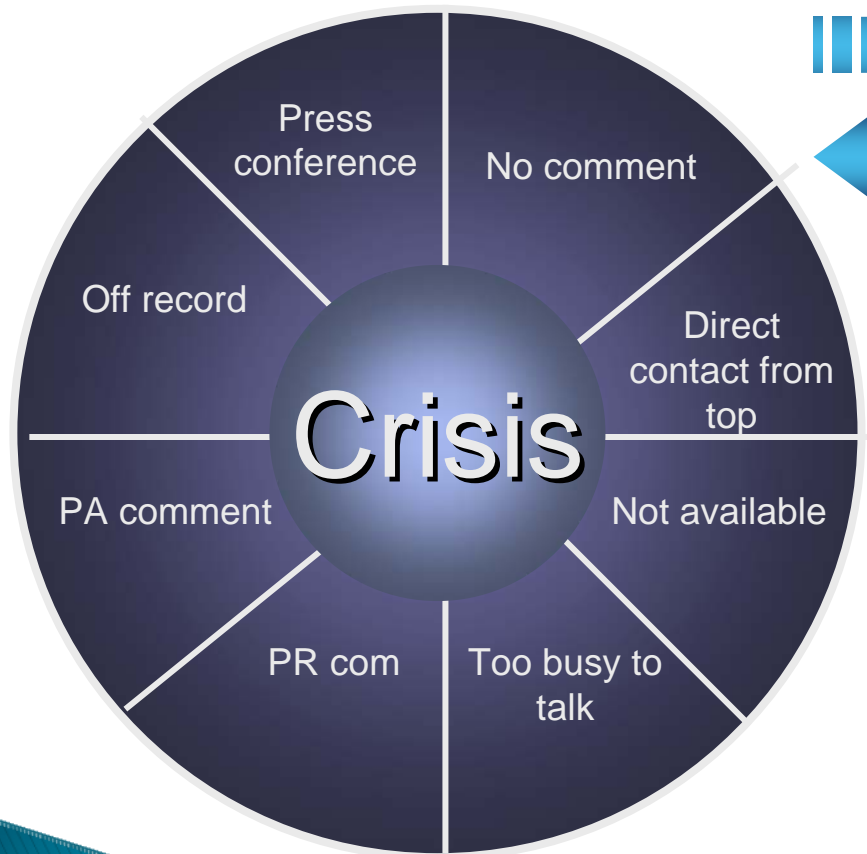 Press
conference
No comment
Off record
Direct
contact from
top
Crisis
PA comment
Not available
PR com
Too busy to
talk